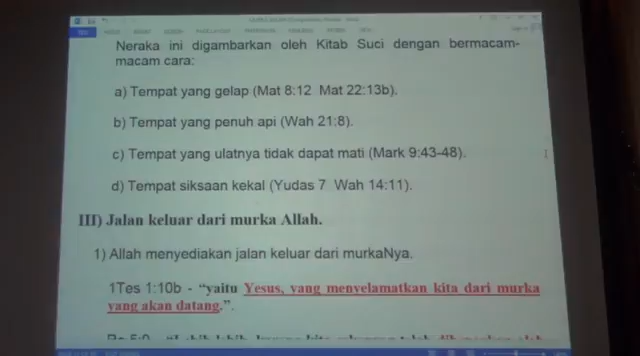 Neraka ini digambarkan oleh Kitab Suci dengan bermacam-
macam cara:
a) Tempat yang gelap (Mat 8:12 Mat 22:13b).
b) Tempat yang penuh api (Wah 21:8).
c) Tempat yang ulatnya tidak dapat mati (Mark 9:43-48).
d) Tempat siksaan kekal (Yudas 7 Wah 14:11).
III) Jalan keluar dari murka Allah.
1) Allah menyediakan jalan keluar dari murkaNya.
1Tes 1:10b - “yaitu Yesus, yang menyelamatkan kita dari murka
yang akan datang.”.